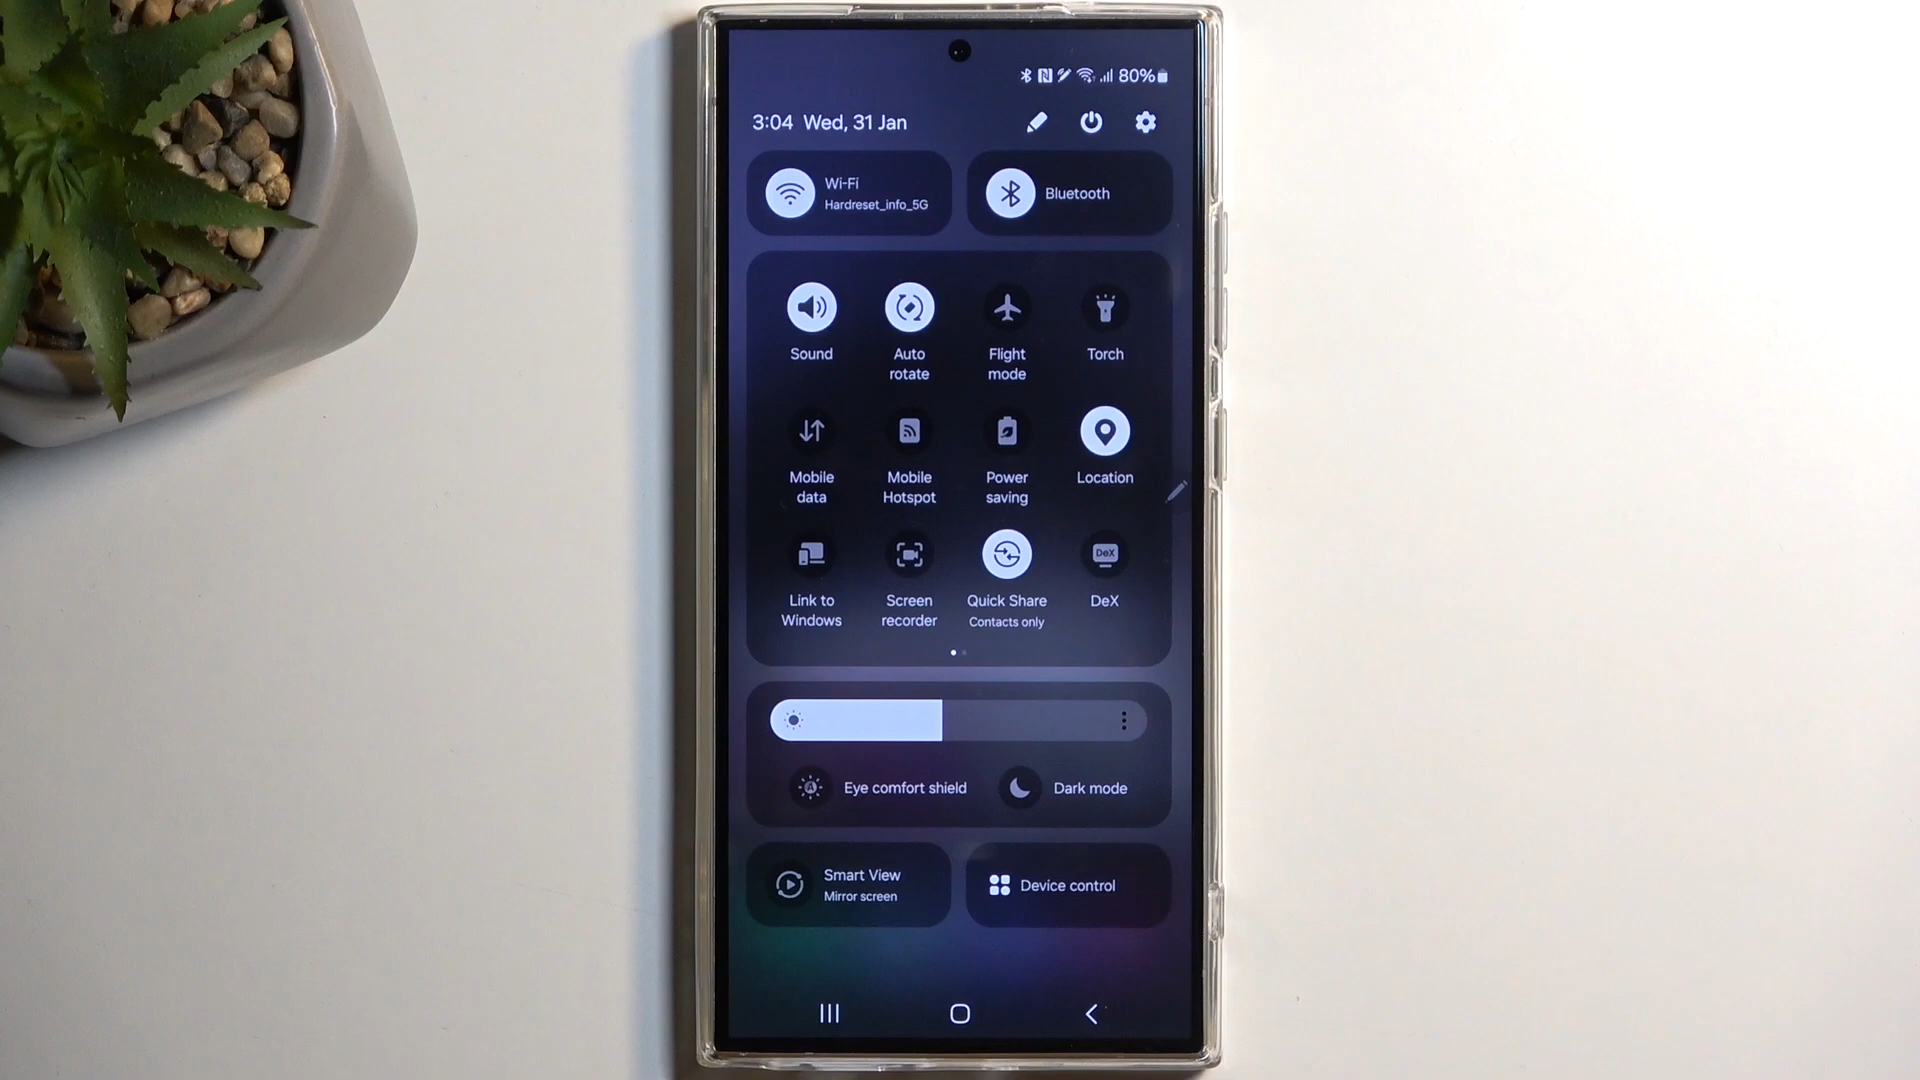 80%
3:04 Wed, 31 Jan
Wi-Fi
Hardreset_info_5G
Bluetooth
Sound
Auto
rotate
Flight
mode
Torch
Mobile
data
Mobile
Hotspot
Power
saving
Location
Link to
Windows
Screen
recorder
Quick Share
Contacts only
DeX
DeX
Eye comfort shield
Dark mode
Smart View
Mirror screen
Device control